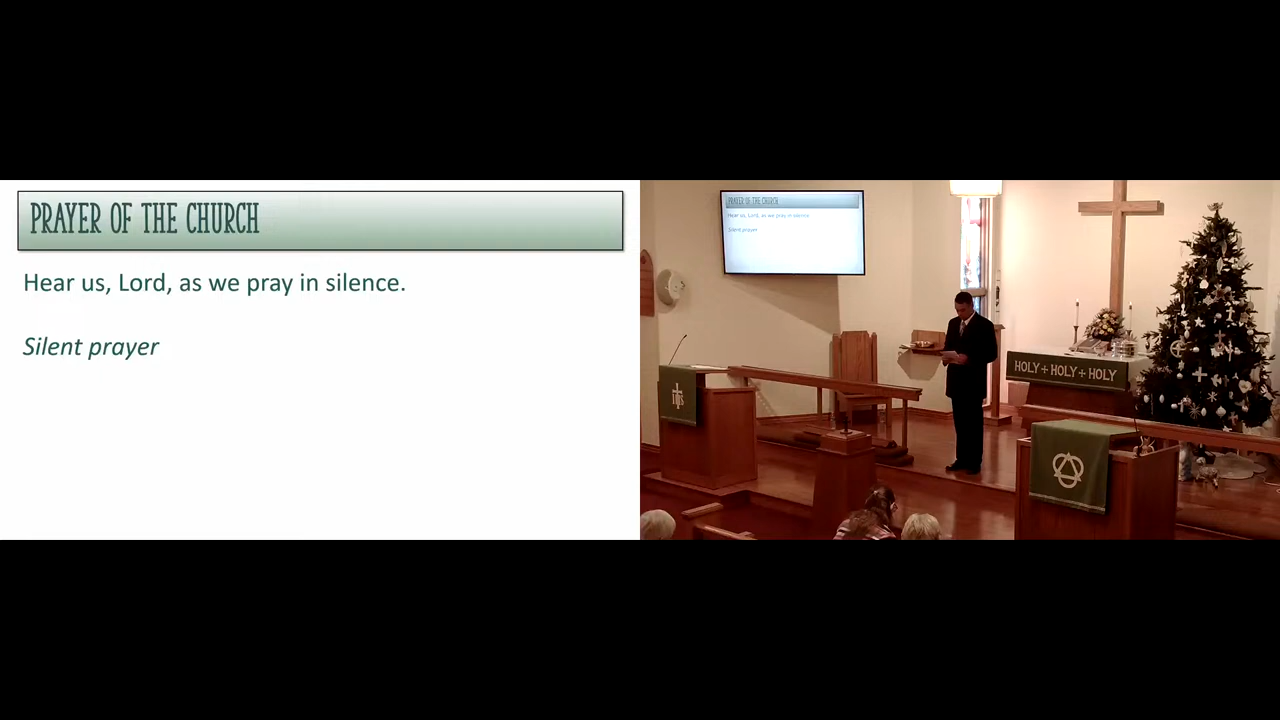 PRAYER OF THE CHURCH
Hear us, Lord, as we pray in silence.
Silent prayer
PRAYER OF THE CHURCH
Hear us, Lord, as we pray in silence.
Silent prayer
HOLY + HOLY + HOLY
IHS